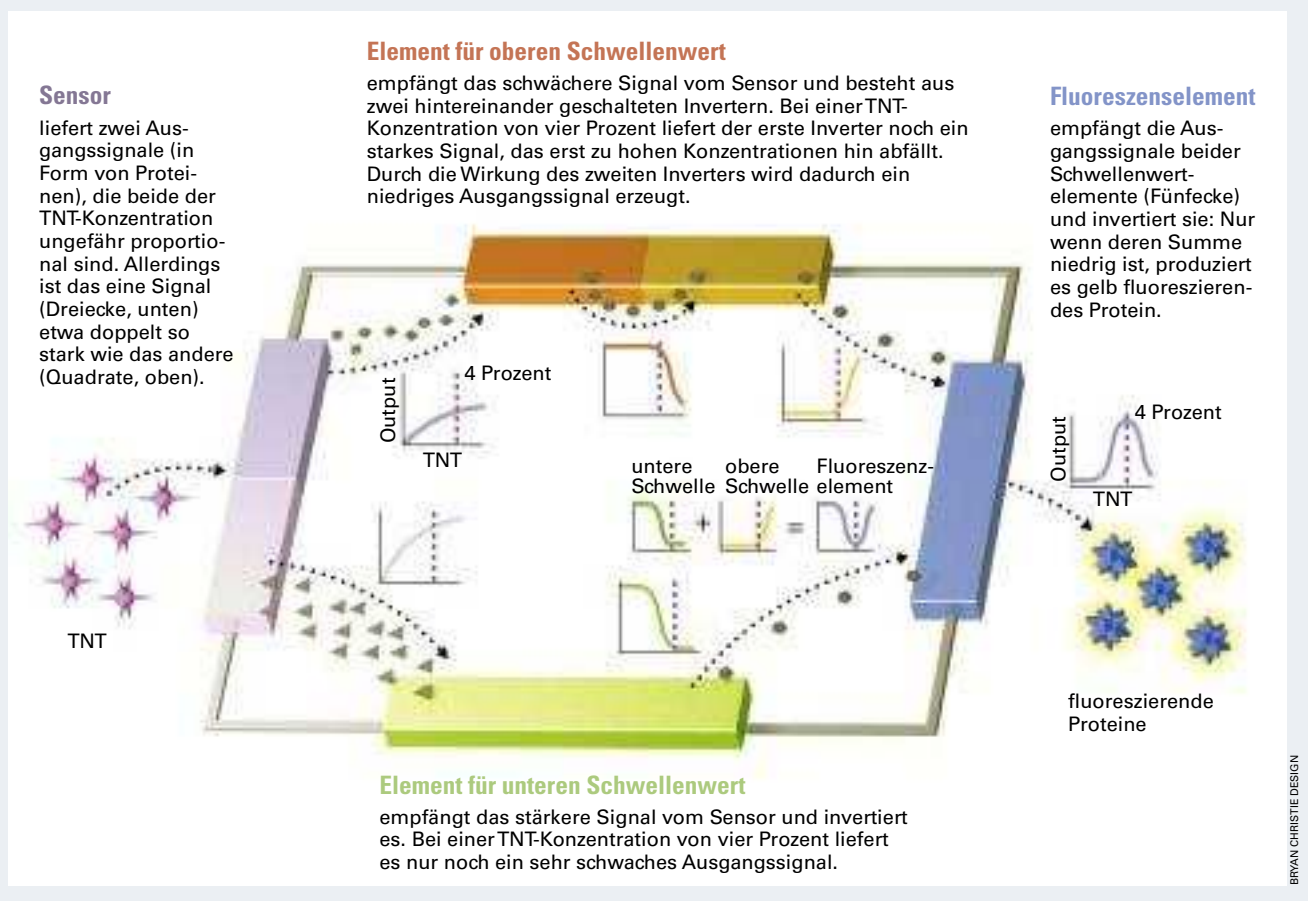 Sensor
liefert zwei Aus-
gangssignale (in
Form von Protei-
nen), die beide der
TNT-Konzentration
ungefähr proportio-
nal sind. Allerdings
ist das eine Signal
(Dreiecke, unten)
etwa doppelt so
stark wie das andere
(Quadrate, oben).
Element für oberen Schwellenwert
empfängt das schwächere Signal vom Sensor und besteht aus
zwei hintereinander geschalteten Invertern. Bei einer TNT-
Konzentration von vier Prozent liefert der erste Inverter noch ein
starkes Signal, das erst zu hohen Konzentrationen hin abfällt.
Durch die Wirkung des zweiten Inverters wird dadurch ein
niedriges Ausgangssignal erzeugt.
Fluoreszenselement
empfängt die Aus-
gangssignale beider
Schwellenwert-
elemente (Fünfecke)
und invertiert sie: Nur
wenn deren Summe
niedrig ist, produziert
es gelb fluoreszieren-
des Protein.
4 Prozent
Output
TNT
untere
Schwelle
+
obere
Schwelle
=
Fluoreszenz-
element
4 Prozent
Output
TNT
TNT
fluoreszierende
Proteine
Element für unteren Schwellenwert
empfängt das stärkere Signal vom Sensor und invertiert
es. Bei einer TNT-Konzentration von vier Prozent liefert
es nur noch ein sehr schwaches Ausgangssignal.
BRYAN CHRISTIE DESIGN